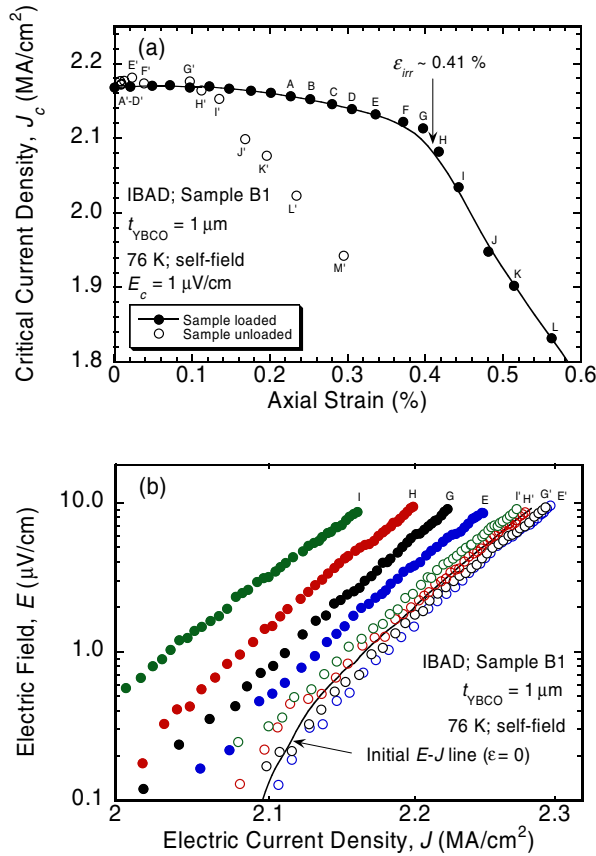 (a)
2.2
2.1
2.0
1.9
1.8
Critical Current Density, J_c (MA/cm²)
E'
F'
G'
A'-D'
H'
I'
J'
K'
L'
M'
A
B
C
D
E
F
G
H
I
J
K
L
ε_irr ~ 0.41 %
IBAD; Sample B1
t_YBCO = 1 µm
76 K; self-field
E_c = 1 µV/cm
Sample loaded
Sample unloaded
0 0.1 0.2 0.3 0.4 0.5 0.6
Axial Strain (%)
(b)
10.0
1.0
0.1
Electric Field, E (µV/cm)
I
H
G
E
I'
H'
G'
E'
IBAD; Sample B1
t_YBCO = 1 µm
76 K; self-field
Initial E-J line (ε= 0)
2 2.1 2.2 2.3
Electric Current Density, J (MA/cm²)